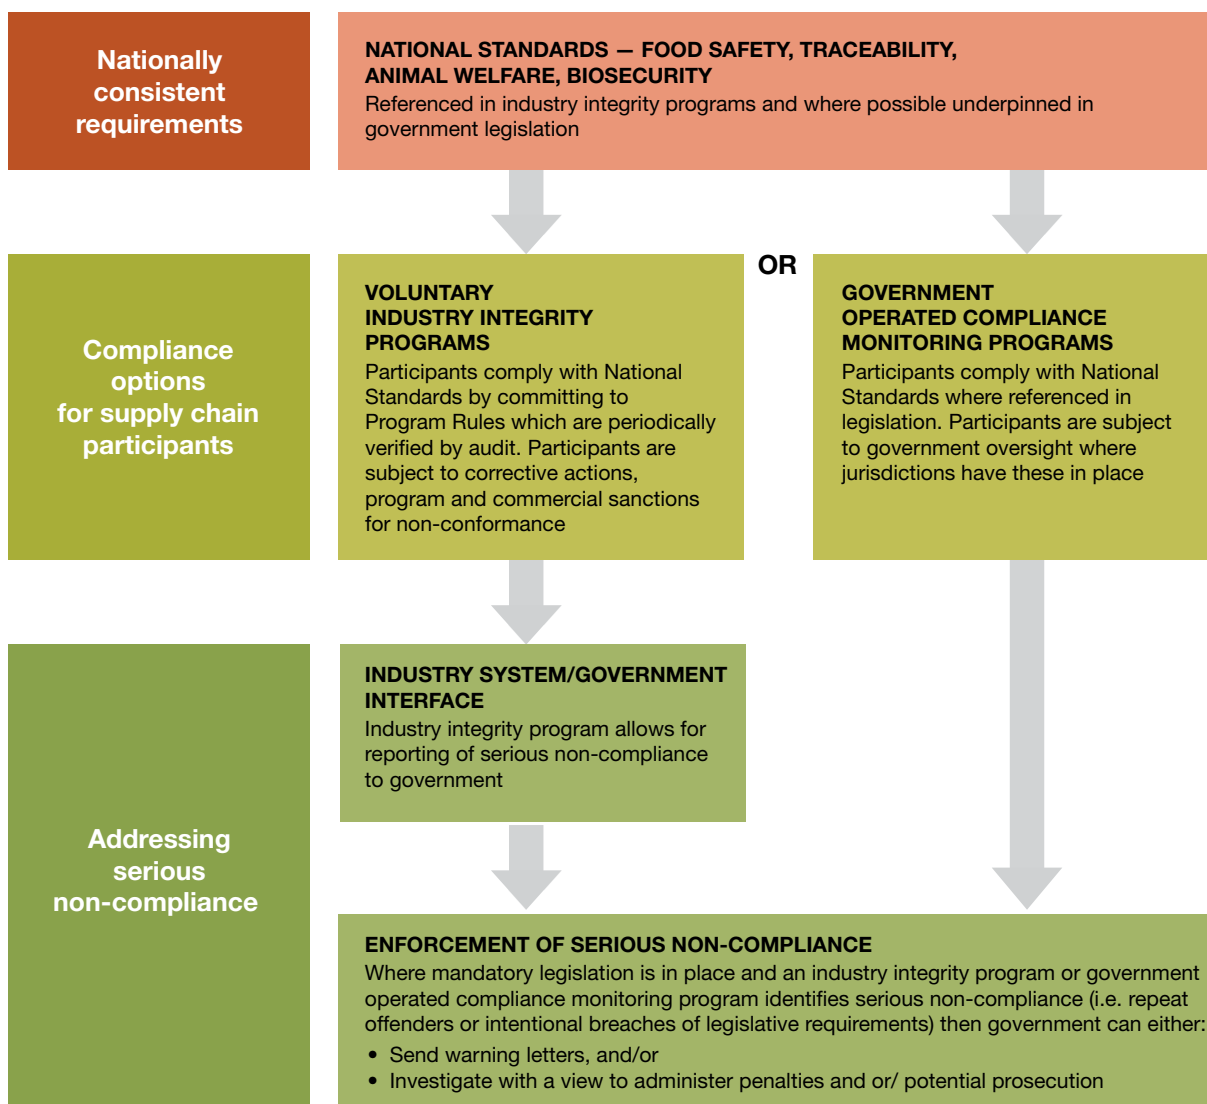 Nationally
consistent
requirements
NATIONAL STANDARDS — FOOD SAFETY, TRACEABILITY,
ANIMAL WELFARE, BIOSECURITY
Referenced in industry integrity programs and where possible underpinned in
government legislation
Compliance
options
for supply chain
participants
VOLUNTARY
INDUSTRY INTEGRITY
PROGRAMS
Participants comply with National
Standards by committing to
Program Rules which are periodically
verified by audit. Participants are
subject to corrective actions,
program and commercial sanctions
for non-conformance
OR
GOVERNMENT
OPERATED COMPLIANCE
MONITORING PROGRAMS
Participants comply with National
Standards where referenced in
legislation. Participants are subject
to government oversight where
jurisdictions have these in place
Addressing
serious
non-compliance
INDUSTRY SYSTEM/GOVERNMENT
INTERFACE
Industry integrity program allows for
reporting of serious non-compliance
to government
ENFORCEMENT OF SERIOUS NON-COMPLIANCE
Where mandatory legislation is in place and an industry integrity program or government
operated compliance monitoring program identifies serious non-compliance (i.e. repeat
offenders or intentional breaches of legislative requirements) then government can either:
• Send warning letters, and/or
• Investigate with a view to administer penalties and or/ potential prosecution